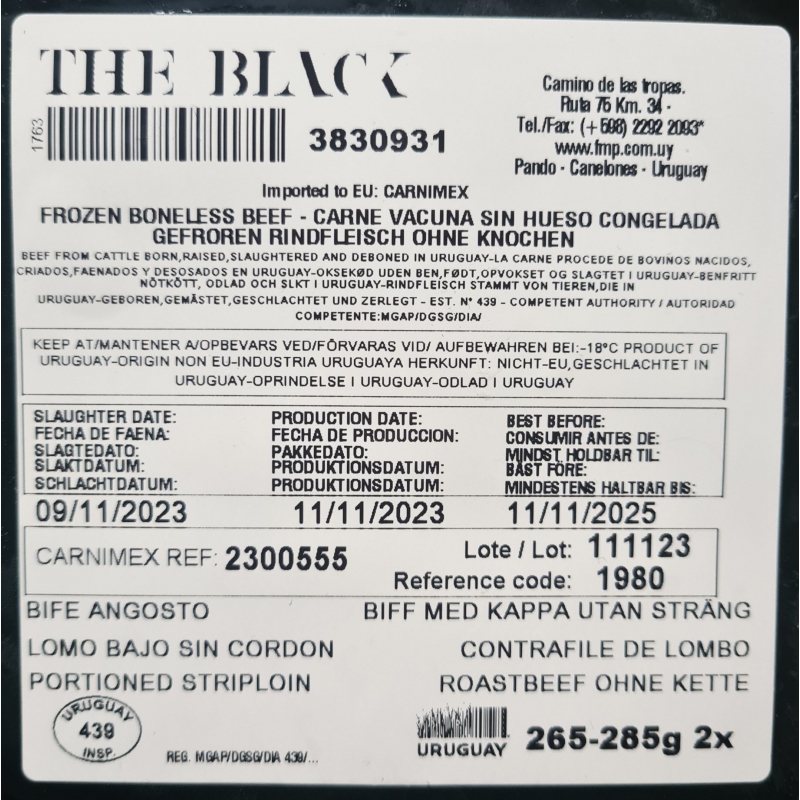 THE BLACK
1763
3830931
Camino de las tropas.
Ruta 75 Km. 34 -
Tel./Fax: (+598) 2292 2093*
www.fmp.com.uy
Pando - Canelones - Uruguay
Imported to EU: CARNIMEX
FROZEN BONELESS BEEF - CARNE VACUNA SIN HUESO CONGELADA
GEFROREN RINDFLEISCH OHNE KNOCHEN
BEEF FROM CATTLE BORN,RAISED,SLAUGHTERED AND DEBONED IN URUGUAY-LA CARNE PROCEDE DE BOVINOS NACIDOS,
CRIADOS,FAENADOS Y DESOSADOS EN URUGUAY-OKSEKØD UDEN BEN,FØDT,OPVOKSET OG SLAGTET I URUGUAY-BENFRITT
NÖTKÖTT, ODLAD OCH SLKT I URUGUAY-RINDFLEISCH STAMMT VON TIEREN,DIE IN
URUGUAY-GEBOREN,GEMÄSTET,GESCHLACHTET UND ZERLEGT - EST. N° 439 - COMPETENT AUTHORITY / AUTORIDAD
COMPETENTE:MGAP/DGSG/DIA/
KEEP AT/MANTENER A/OPBEVARS VED/FÖRVARAS VID/ AUFBEWAHREN BEI:-18ºC PRODUCT OF
URUGUAY-ORIGIN NON EU-INDUSTRIA URUGUAYA HERKUNFT: NICHT-EU,GESCHLACHTET IN
URUGUAY-OPRINDELSE I URUGUAY-ODLAD I URUGUAY
SLAUGHTER DATE:
FECHA DE FAENA:
SLAGTEDATO:
SLAKTDATUM:
SCHLACHTDATUM:
09/11/2023
PRODUCTION DATE:
FECHA DE PRODUCCION:
PAKKEDATO:
PRODUKTIONSDATUM:
PRODUKTIONSDATUM:
11/11/2023
BEST BEFORE:
CONSUMIR ANTES DE:
MINDST HOLDBAR TIL:
BÄST FÖRE:
MINDESTENS HALTBAR BIS:
11/11/2025
CARNIMEX REF: 2300555
Lote / Lot: 111123
Reference code: 1980
BIFE ANGOSTO
BIFF MED KAPPA UTAN STRÄNG
LOMO BAJO SIN CORDON
CONTRAFILE DE LOMBO
PORTIONED STRIPLOIN
ROASTBEEF OHNE KETTE
URUGUAY
439
INSP.
REG. MGAP/DGSG/DIA 439/...
URUGUAY
265-285g 2x